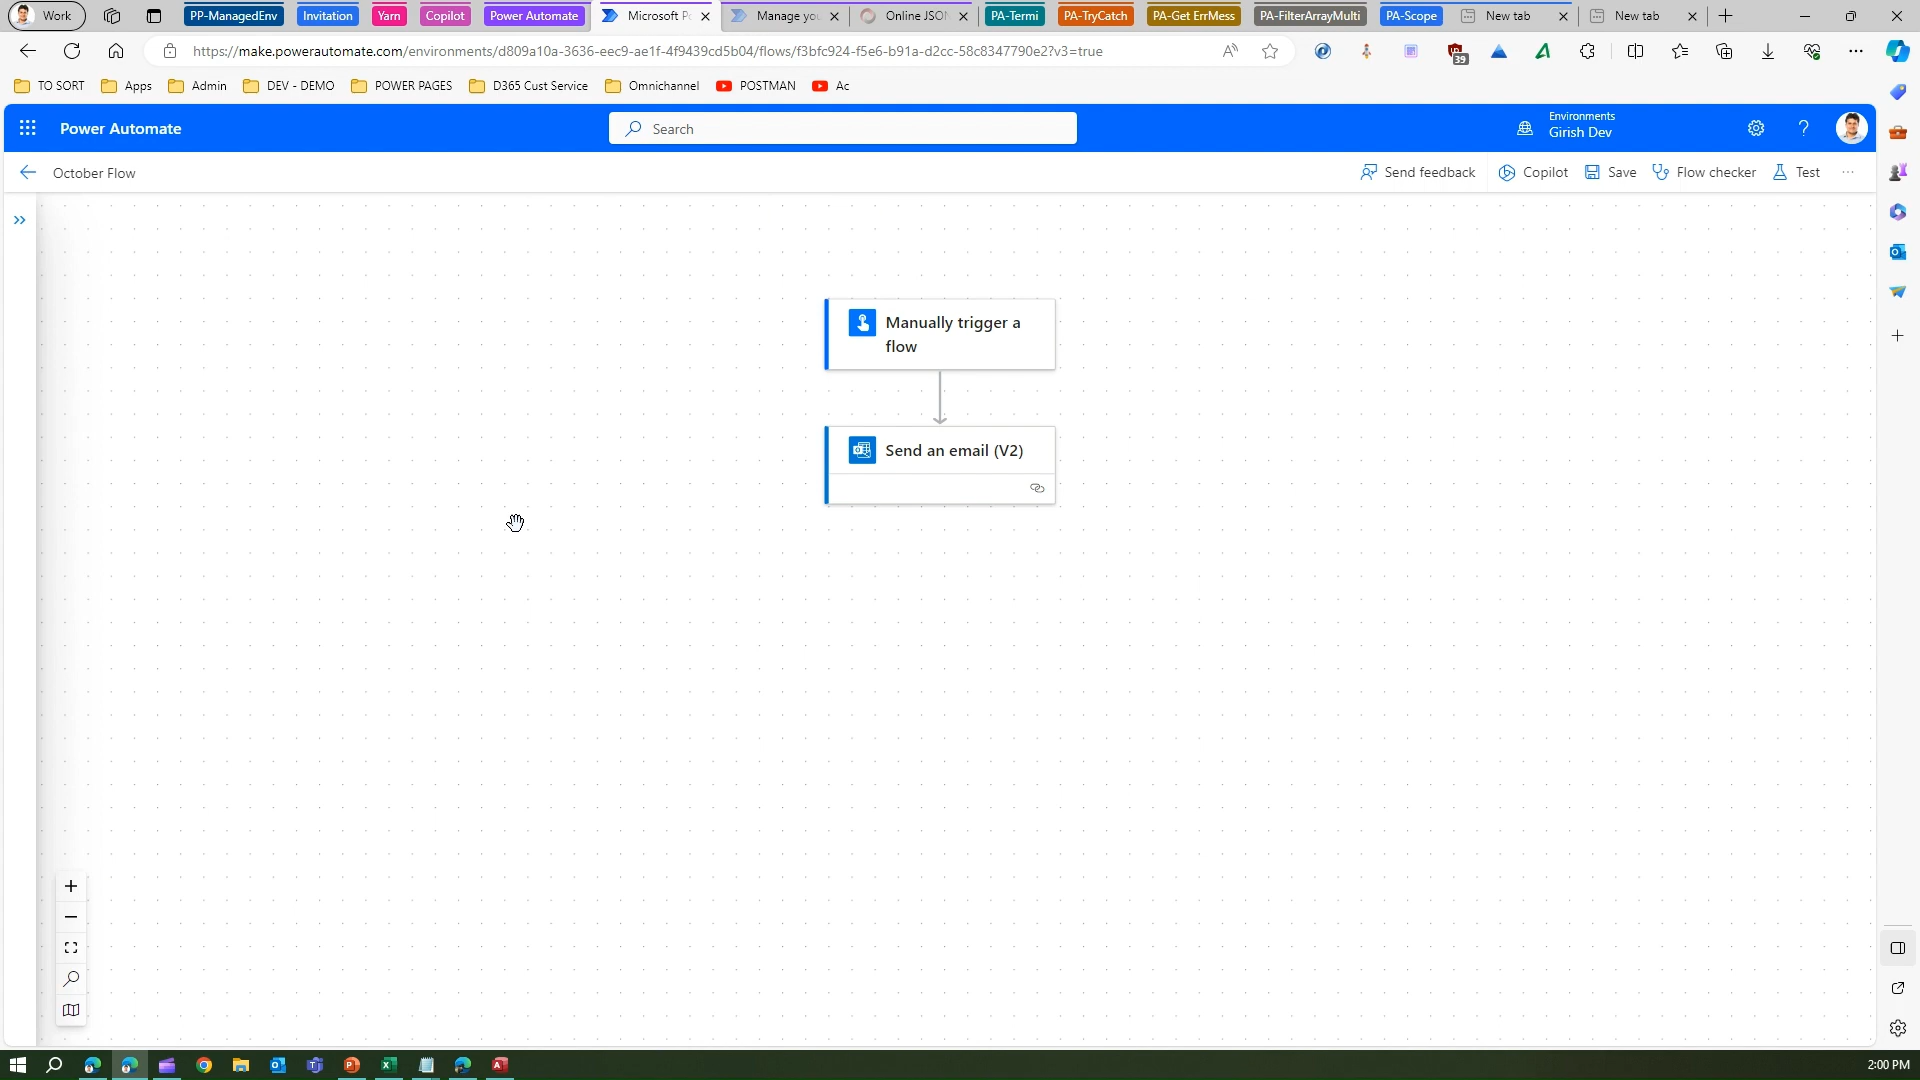 Work
PP-ManagedEnv
Invitation
Yarn
Copilot
Power Automate
Microsoft P
Manage you
Online JSON
PA-Termi
PA-TryCatch
PA-Get ErrMess
PA-FilterArrayMulti
PA-Scope
New tab
New tab
https://make.powerautomate.com/environments/d809a10a-3636-eec9-ae1f-4f9439cd5b04/flows/f3bfc924-f5e6-b91a-d2cc-58c8347790e2?v3=true
39
TO SORT
Apps
Admin
DEV - DEMO
POWER PAGES
D365 Cust Service
Omnichannel
POSTMAN
Ac
Power Automate
Search
Environments
Girish Dev
October Flow
Send feedback
Copilot
Save
Flow checker
Test
Manually trigger a
flow
Send an email (V2)
2:00 PM